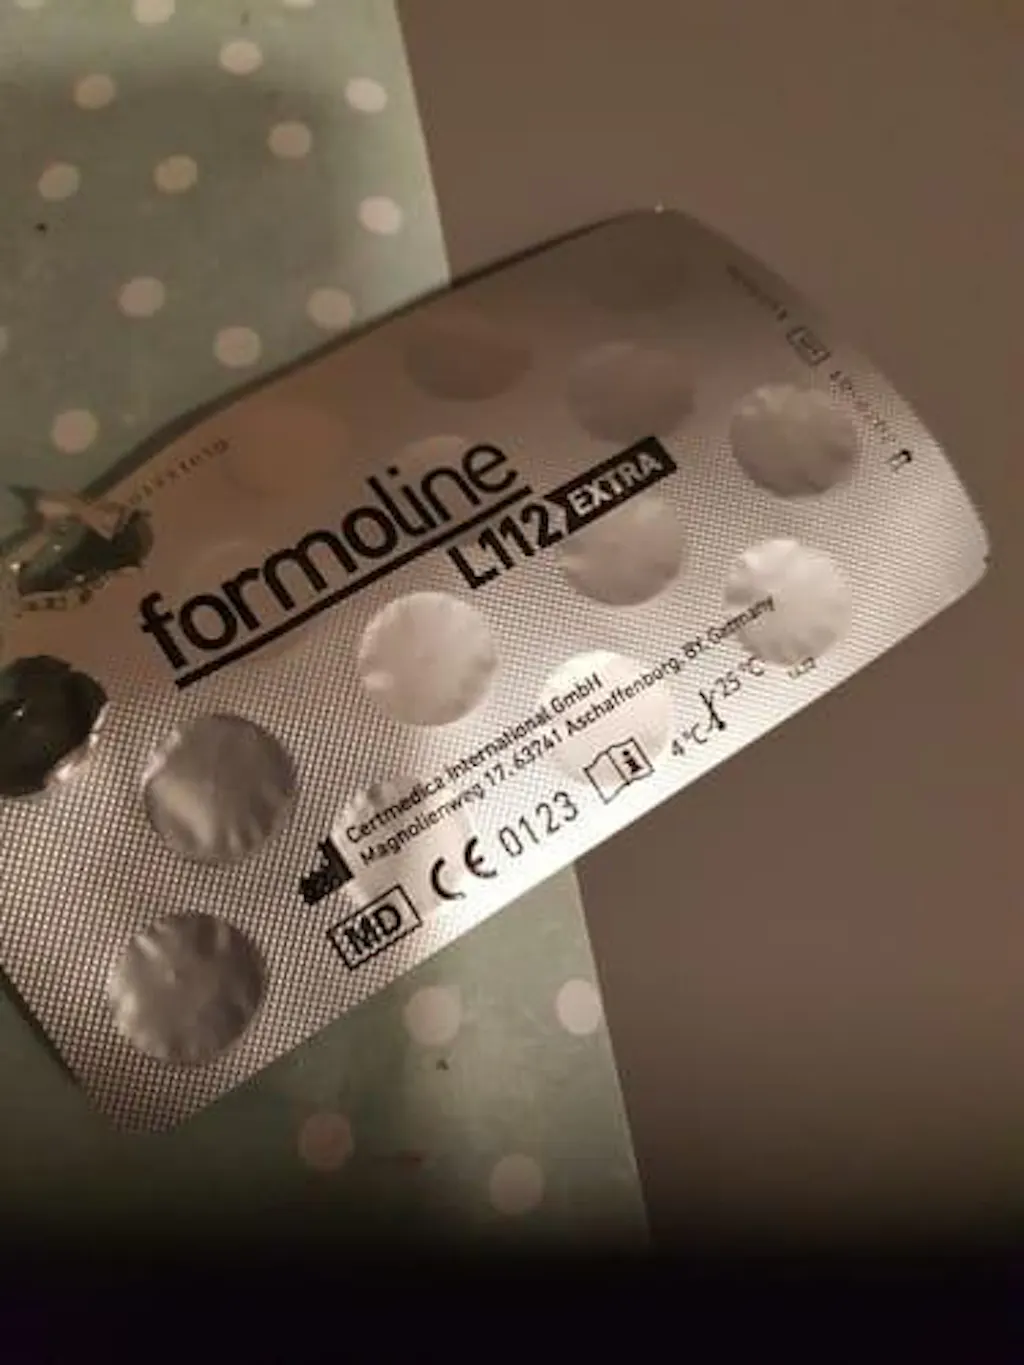 formoline
L112 EXTRA
Certmedica International GmbH
Magnolienweg 17, 63741 Aschaffenburg, BY, Germany
MD CE 0123 4°C 25°C